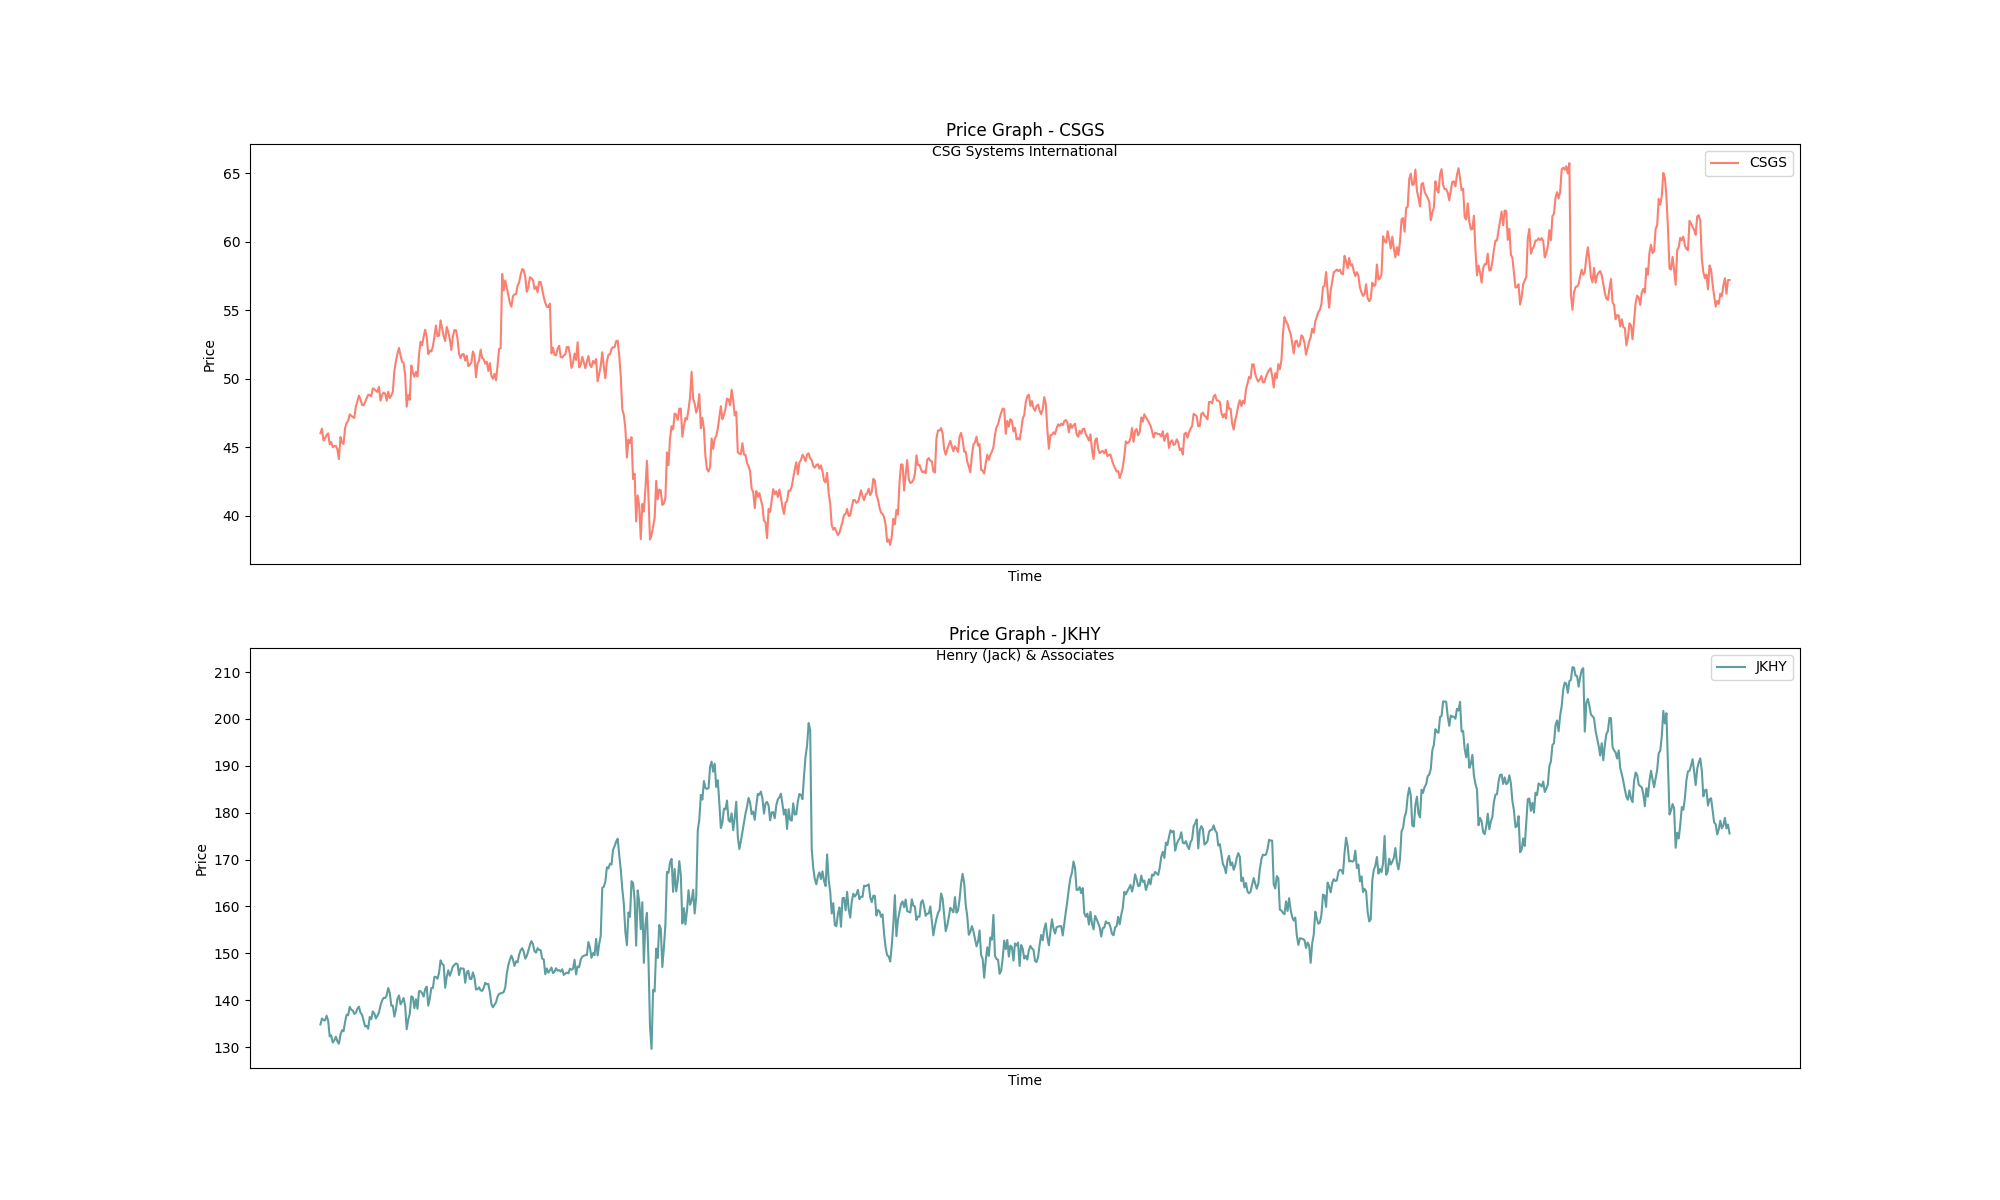 Price Graph - CSGS
CSG Systems International
CSGS
65
60
55
50
45
40
Price
Time
Price Graph - JKHY
Henry (Jack) & Associates
JKHY
210
200
190
180
170
160
150
140
130
Price
Time